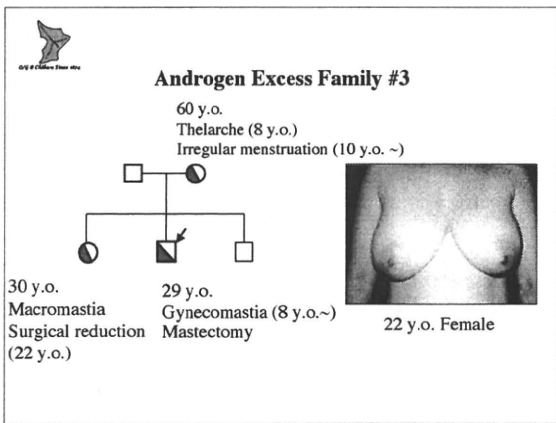 Androgen Excess Family #3
60 y.o.
Thelarche (8 y.o.)
Irregular menstruation (10 y.o. ~)
30 y.o.
Macromastia
Surgical reduction
(22 y.o.)
29 y.o.
Gynecomastia (8 y.o.~)
Mastectomy
22 y.o. Female